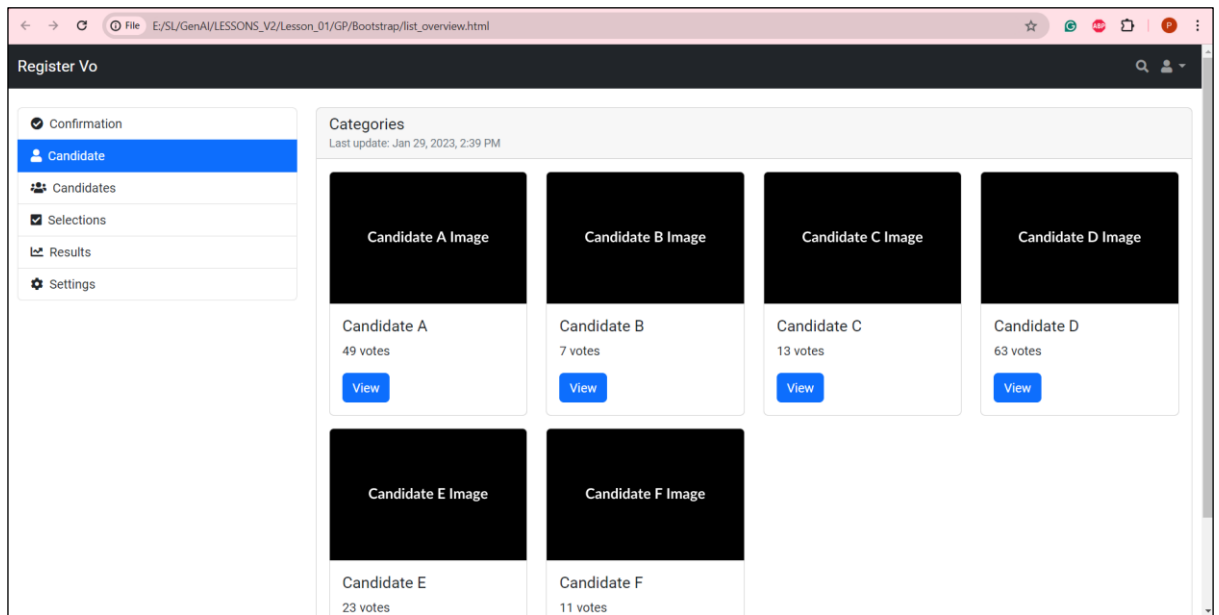 File E:/SL/GenAI/LESSONS_V2/Lesson_01/GP/Bootstrap/list_overview.html
ABP
P
Register Vo
Confirmation
Candidate
Candidates
Selections
Results
Settings
Categories
Last update: Jan 29, 2023, 2:39 PM
Candidate A Image
Candidate B Image
Candidate C Image
Candidate D Image
Candidate A
Candidate B
Candidate C
Candidate D
49 votes
7 votes
13 votes
63 votes
View
View
View
View
Candidate E Image
Candidate F Image
Candidate E
Candidate F
23 votes
11 votes